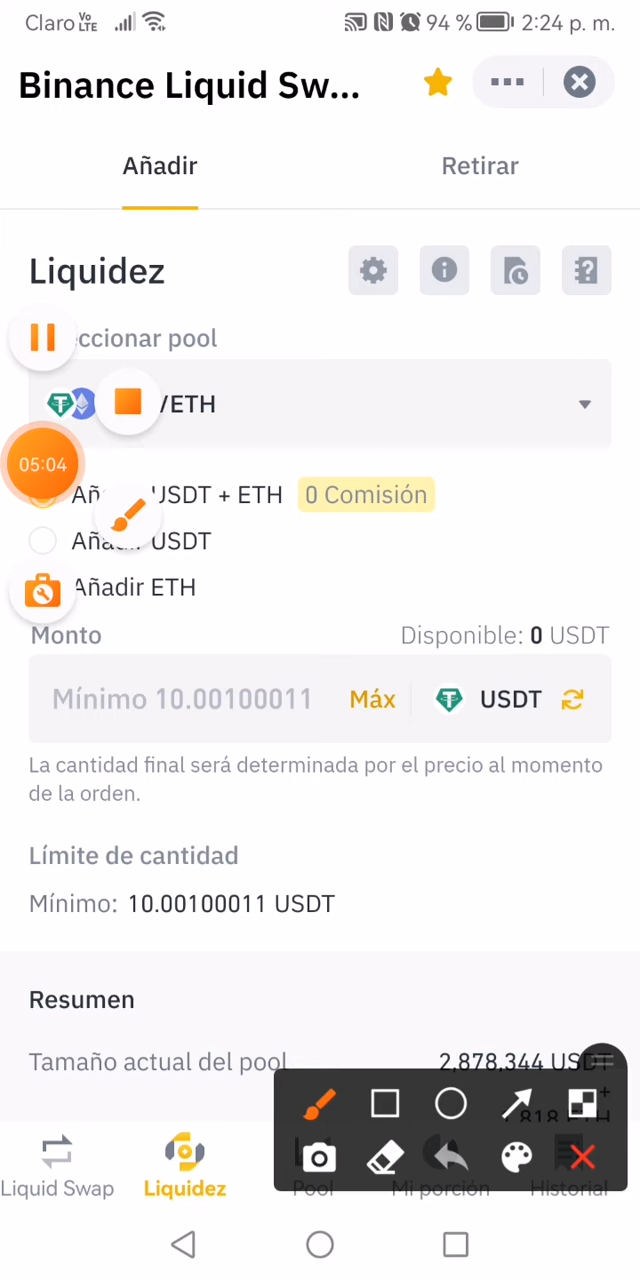 Claro VoLTE 94 % 2:24 p. m.
Binance Liquid Sw...
Añadir Retirar
Liquidez
ccionar pool
/ETH
05:04
USDT + ETH 0 Comisión
USDT
Añadir ETH
Monto Disponible: 0 USDT
Mínimo 10.00100011 Máx USDT
La cantidad final será determinada por el precio al momento
de la orden.
Límite de cantidad
Mínimo: 10.00100011 USDT
Resumen
Tamaño actual del pool 2,878,344 USDT
+
Liquid Swap Liquidez Pool Mi porción Historial